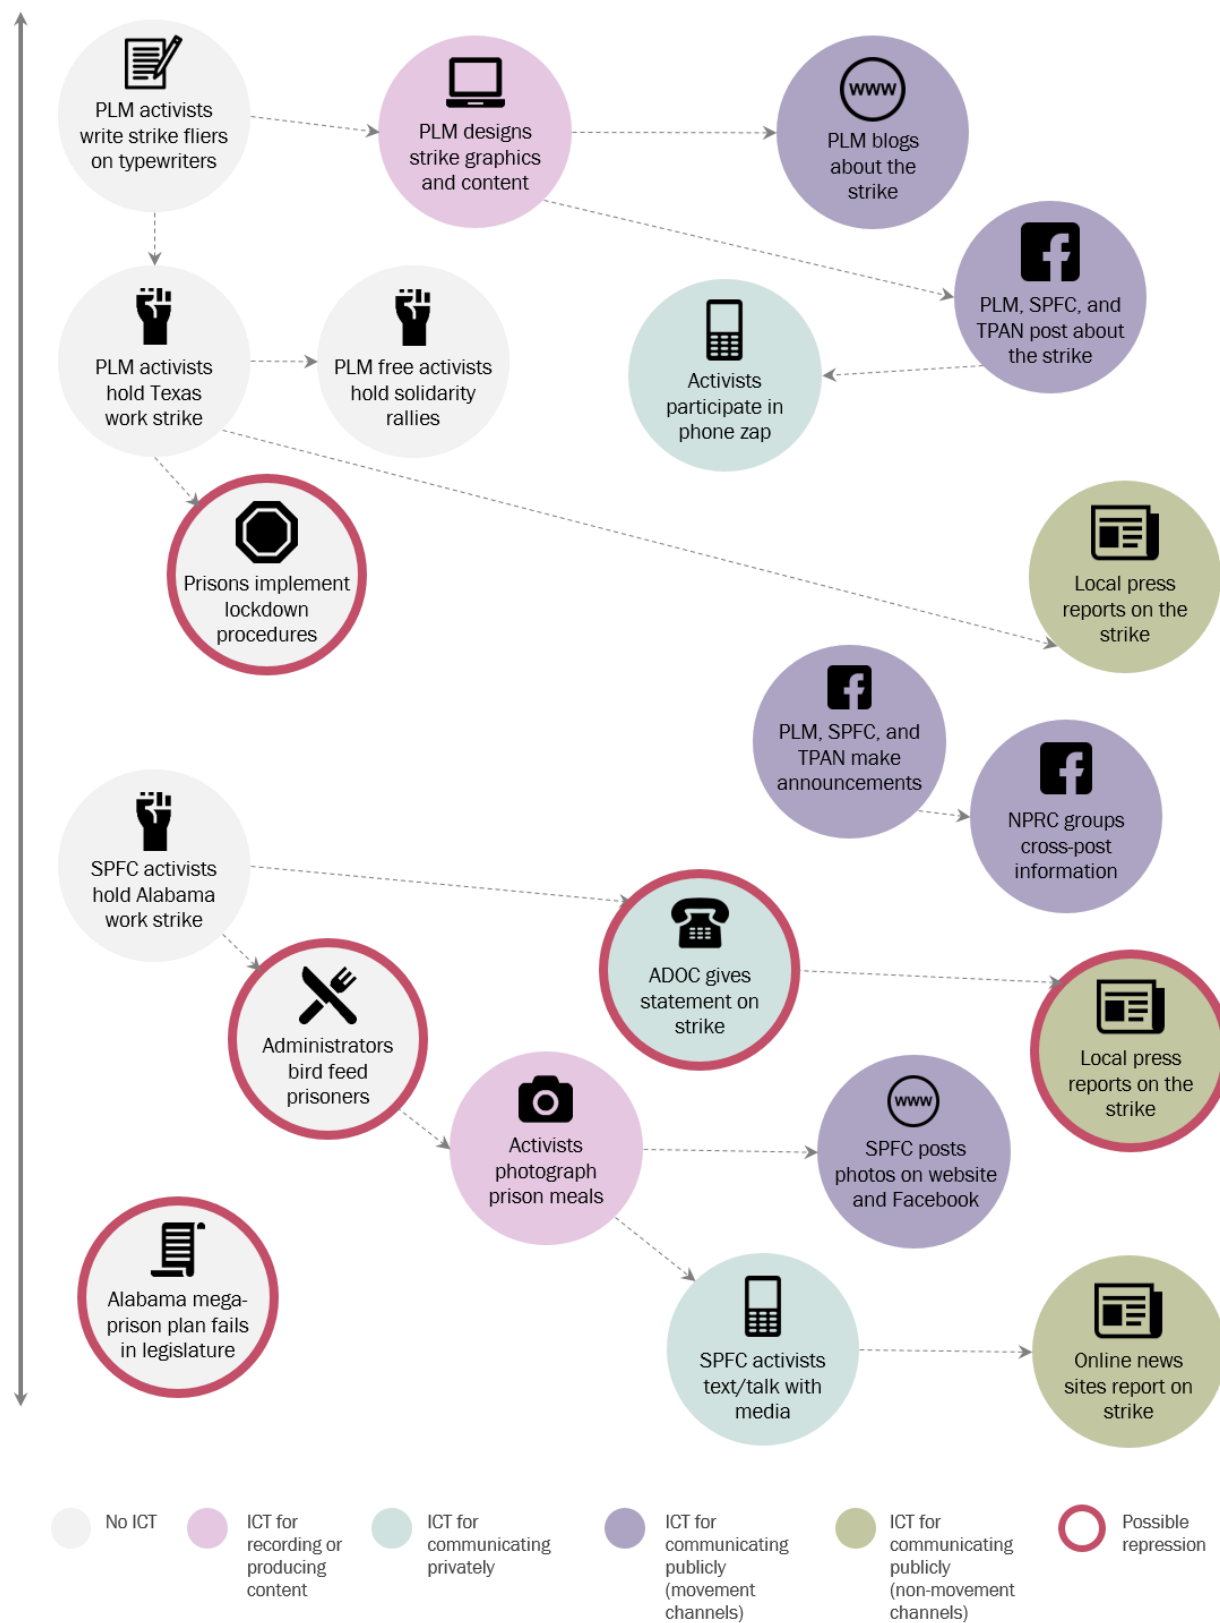 PLM activists
write strike fliers
on typewriters
PLM designs
strike graphics
and content
WWW
PLM blogs
about the
strike
PLM, SPFC, and
TPAN post about
the strike
PLM activists
hold Texas
work strike
PLM free activists
hold solidarity
rallies
Activists
participate in
phone zap
Prisons implement
lockdown
procedures
Local press
reports on the
strike
PLM, SPFC, and
TPAN make
announcements
NPRC groups
cross-post
information
SPFC activists
hold Alabama
work strike
ADOC gives
statement on
strike
Local press
reports on the
strike
Administrators
bird feed
prisoners
Activists
photograph
prison meals
WWW
SPFC posts
photos on website
and Facebook
Alabama mega-
prison plan fails
in legislature
SPFC activists
text/talk with
media
Online news
sites report on
strike
No ICT
ICT for
recording or
producing
content
ICT for
communicating
privately
ICT for
communicating
publicly
(movement
channels)
ICT for
communicating
publicly
(non-movement
channels)
Possible
repression